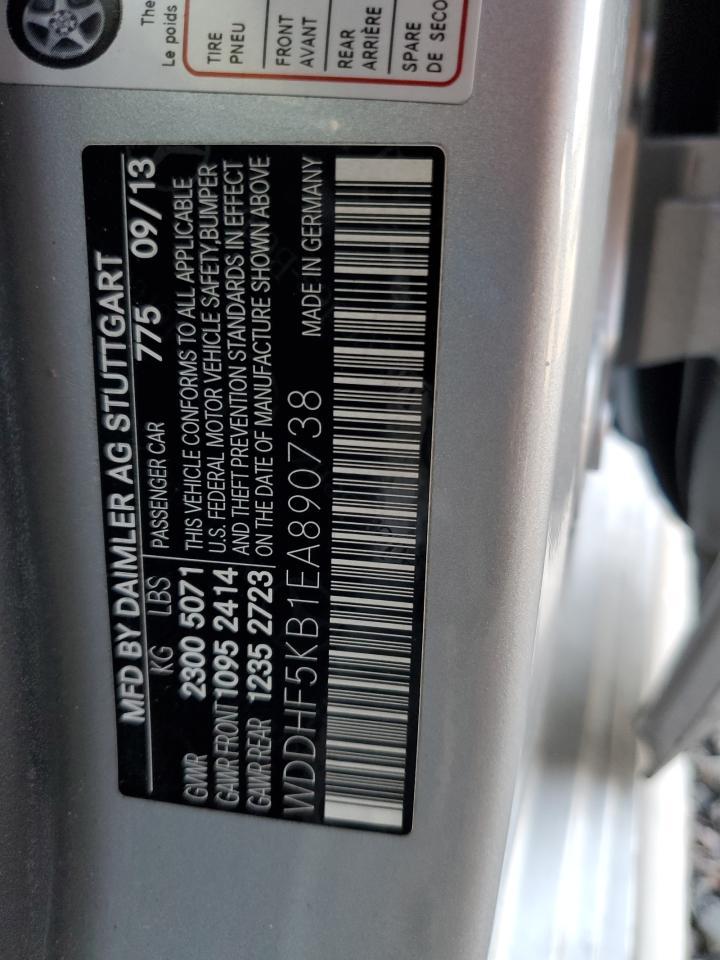 The
Le poids
TIRE
PNEU
FRONT
AVANT
REAR
ARRIÈRE
SPARE
DE SECO
MFD BY DAIMLER AG STUTTGART
KG LBS PASSENGER CAR 775 09/13
GWR 2300 5071 THIS VEHICLE CONFORMS TO ALL APPLICABLE
GAWR FRONT 1095 2414 U.S. FEDERAL MOTOR VEHICLE SAFETY, BUMPER
GAWR REAR 1235 2723 AND THEFT PREVENTION STANDARDS IN EFFECT
ON THE DATE OF MANUFACTURE SHOWN ABOVE
WDDHF5KB1EA890738 MADE IN GERMANY